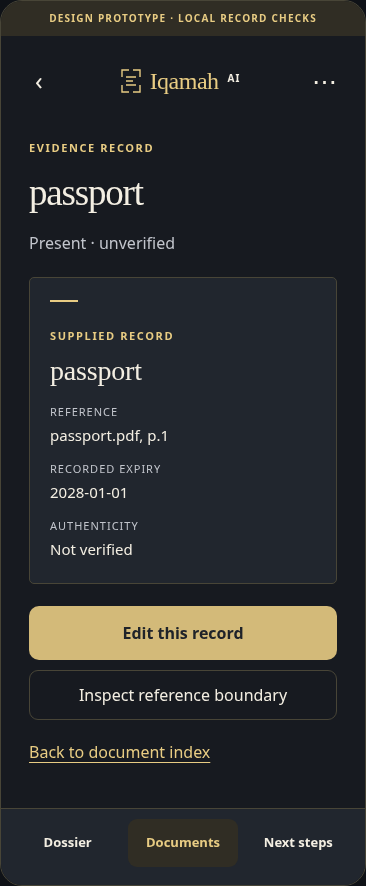 DESIGN PROTOTYPE · LOCAL RECORD CHECKS
‹ Iqamah AI ···
EVIDENCE RECORD
passport
Present · unverified
SUPPLIED RECORD
passport
REFERENCE
passport.pdf, p.1
RECORDED EXPIRY
2028-01-01
AUTHENTICITY
Not verified
Edit this record
Inspect reference boundary
Back to document index
Dossier Documents Next steps